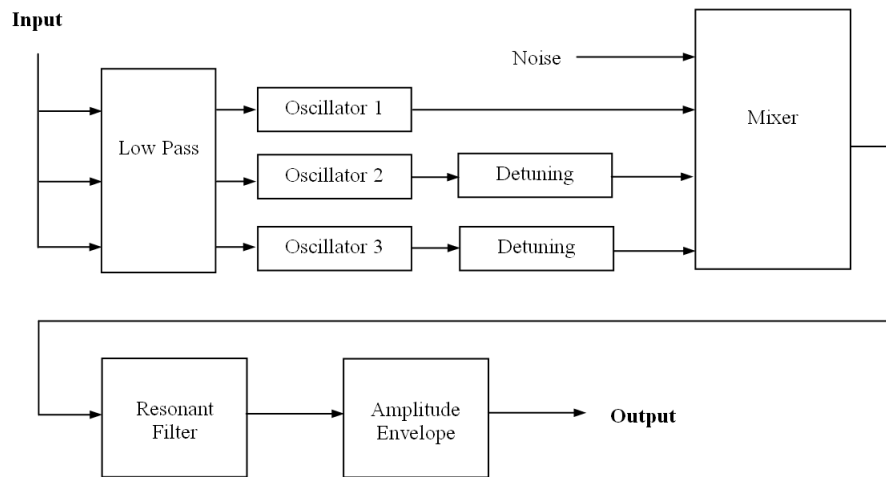 Input
Noise
Oscillator 1
Mixer
Low Pass
Oscillator 2
Detuning
Oscillator 3
Detuning
Resonant
Filter
Amplitude
Envelope
Output